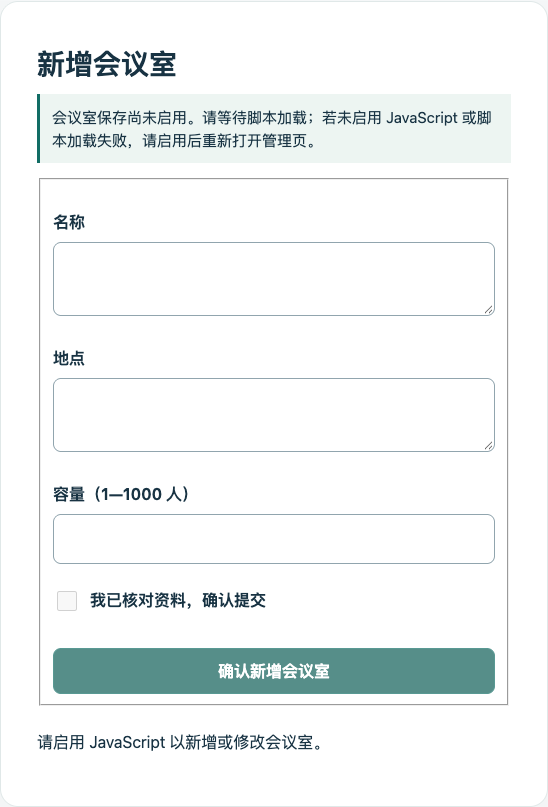 新增会议室
会议室保存尚未启用。请等待脚本加载；若未启用 JavaScript 或脚
本加载失败，请启用后重新打开管理页。
名称
地点
容量（1—1000 人）
我已核对资料，确认提交
确认新增会议室
请启用 JavaScript 以新增或修改会议室。